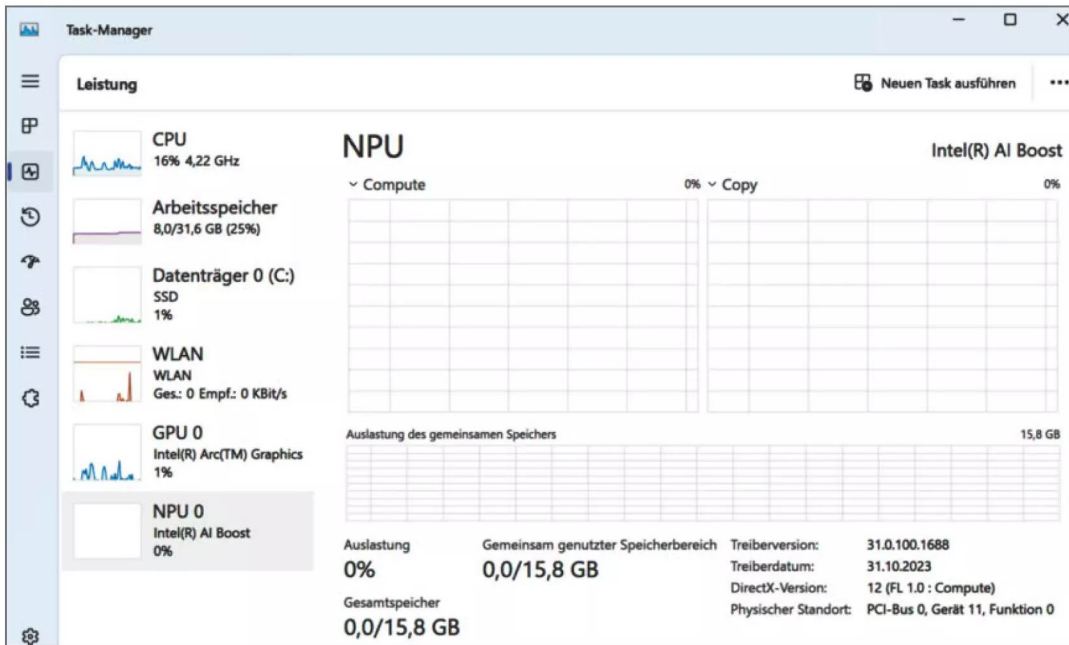 Task-Manager
Leistung
Neuen Task ausführen
CPU
16% 4,22 GHz
Arbeitsspeicher
8,0/31,6 GB (25%)
Datenträger 0 (C:)
SSD
1%
WLAN
WLAN
Ges.: 0 Empf.: 0 KBit/s
GPU 0
Intel(R) Arc(TM) Graphics
1%
NPU 0
Intel(R) AI Boost
0%
NPU
Intel(R) AI Boost
Compute 0%
Copy 0%
Auslastung des gemeinsamen Speichers 15,8 GB
Auslastung
0%
Gemeinsam genutzter Speicherbereich
0,0/15,8 GB
Gesamtspeicher
0,0/15,8 GB
Treiberversion: 31.0.100.1688
Treiberdatum: 31.10.2023
DirectX-Version: 12 (FL 1.0 : Compute)
Physischer Standort: PCI-Bus 0, Gerät 11, Funktion 0